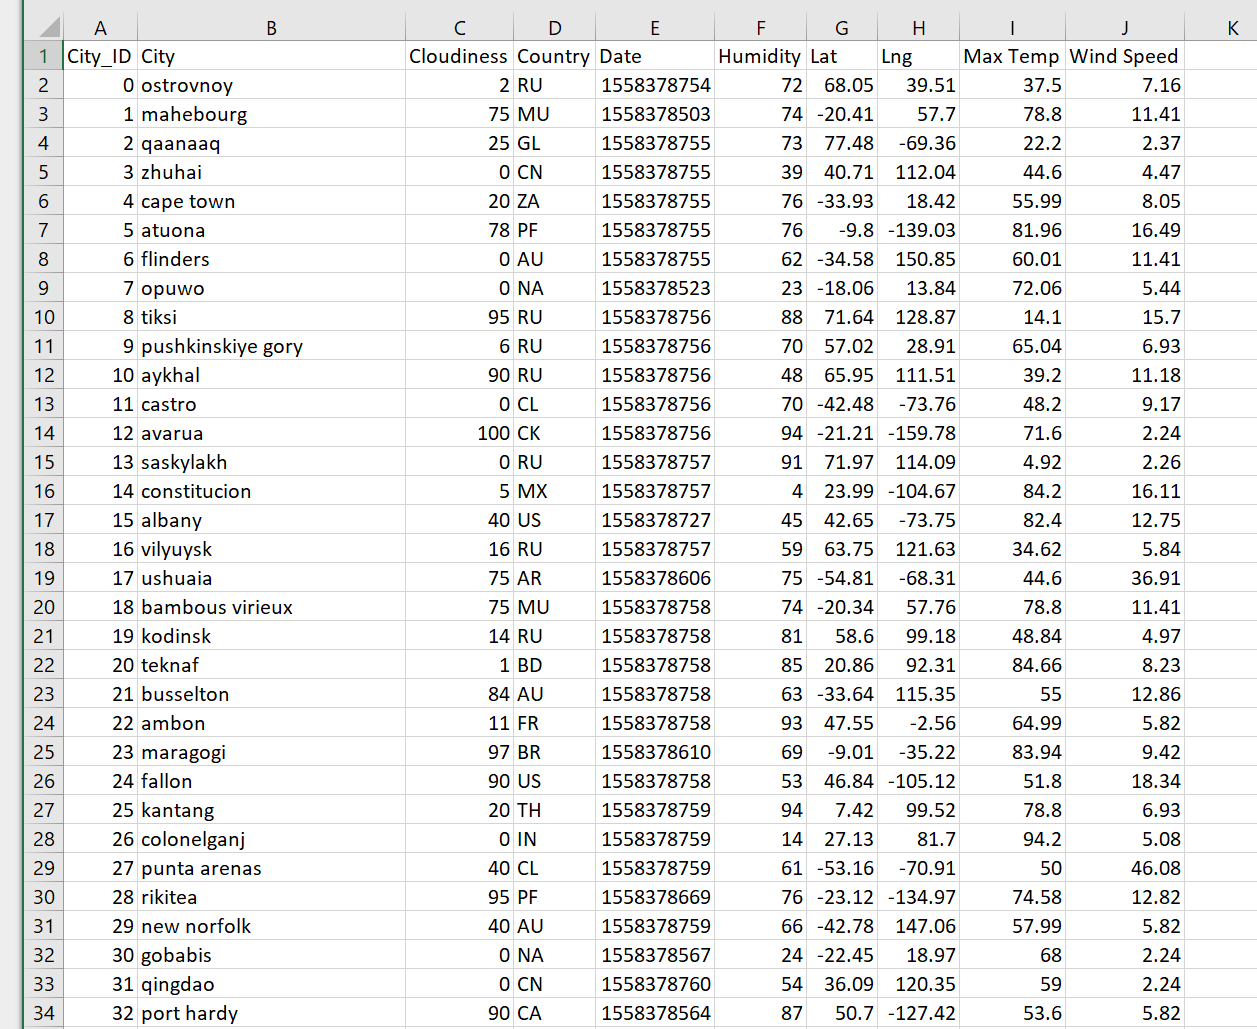 A B C D E F G H I J K
1 City_ID City Cloudiness Country Date Humidity Lat Lng Max Temp Wind Speed
2 0 ostrovnoy 2 RU 1558378754 72 68.05 39.51 37.5 7.16
3 1 mahebourg 75 MU 1558378503 74 -20.41 57.7 78.8 11.41
4 2 qaanaaq 25 GL 1558378755 73 77.48 -69.36 22.2 2.37
5 3 zhuhai 0 CN 1558378755 39 40.71 112.04 44.6 4.47
6 4 cape town 20 ZA 1558378755 76 -33.93 18.42 55.99 8.05
7 5 atuona 78 PF 1558378755 76 -9.8 -139.03 81.96 16.49
8 6 flinders 0 AU 1558378755 62 -34.58 150.85 60.01 11.41
9 7 opuwo 0 NA 1558378523 23 -18.06 13.84 72.06 5.44
10 8 tiksi 95 RU 1558378756 88 71.64 128.87 14.1 15.7
11 9 pushkinskiye gory 6 RU 1558378756 70 57.02 28.91 65.04 6.93
12 10 aykhal 90 RU 1558378756 48 65.95 111.51 39.2 11.18
13 11 castro 0 CL 1558378756 70 -42.48 -73.76 48.2 9.17
14 12 avarua 100 CK 1558378756 94 -21.21 -159.78 71.6 2.24
15 13 saskylakh 0 RU 1558378757 91 71.97 114.09 4.92 2.26
16 14 constitucion 5 MX 1558378757 4 23.99 -104.67 84.2 16.11
17 15 albany 40 US 1558378727 45 42.65 -73.75 82.4 12.75
18 16 vilyuysk 16 RU 1558378757 59 63.75 121.63 34.62 5.84
19 17 ushuaia 75 AR 1558378606 75 -54.81 -68.31 44.6 36.91
20 18 bambous virieux 75 MU 1558378758 74 -20.34 57.76 78.8 11.41
21 19 kodinsk 14 RU 1558378758 81 58.6 99.18 48.84 4.97
22 20 teknaf 1 BD 1558378758 85 20.86 92.31 84.66 8.23
23 21 busselton 84 AU 1558378758 63 -33.64 115.35 55 12.86
24 22 ambon 11 FR 1558378758 93 47.55 -2.56 64.99 5.82
25 23 maragogi 97 BR 1558378610 69 -9.01 -35.22 83.94 9.42
26 24 fallon 90 US 1558378758 53 46.84 -105.12 51.8 18.34
27 25 kantang 20 TH 1558378759 94 7.42 99.52 78.8 6.93
28 26 colonelganj 0 IN 1558378759 14 27.13 81.7 94.2 5.08
29 27 punta arenas 40 CL 1558378759 61 -53.16 -70.91 50 46.08
30 28 rikitea 95 PF 1558378669 76 -23.12 -134.97 74.58 12.82
31 29 new norfolk 40 AU 1558378759 66 -42.78 147.06 57.99 5.82
32 30 gobabis 0 NA 1558378567 24 -22.45 18.97 68 2.24
33 31 qingdao 0 CN 1558378760 54 36.09 120.35 59 2.24
34 32 port hardy 90 CA 1558378564 87 50.7 -127.42 53.6 5.82